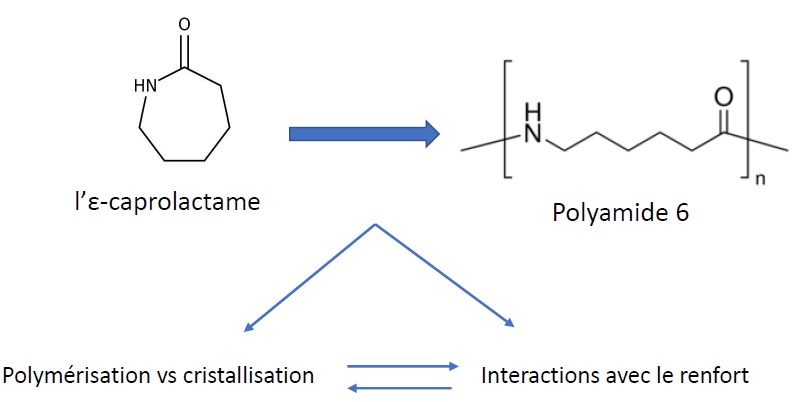 O
HN
l'ε-caprolactame
H
N
O
n
Polyamide 6
Polymérisation vs cristallisation
Interactions avec le renfort